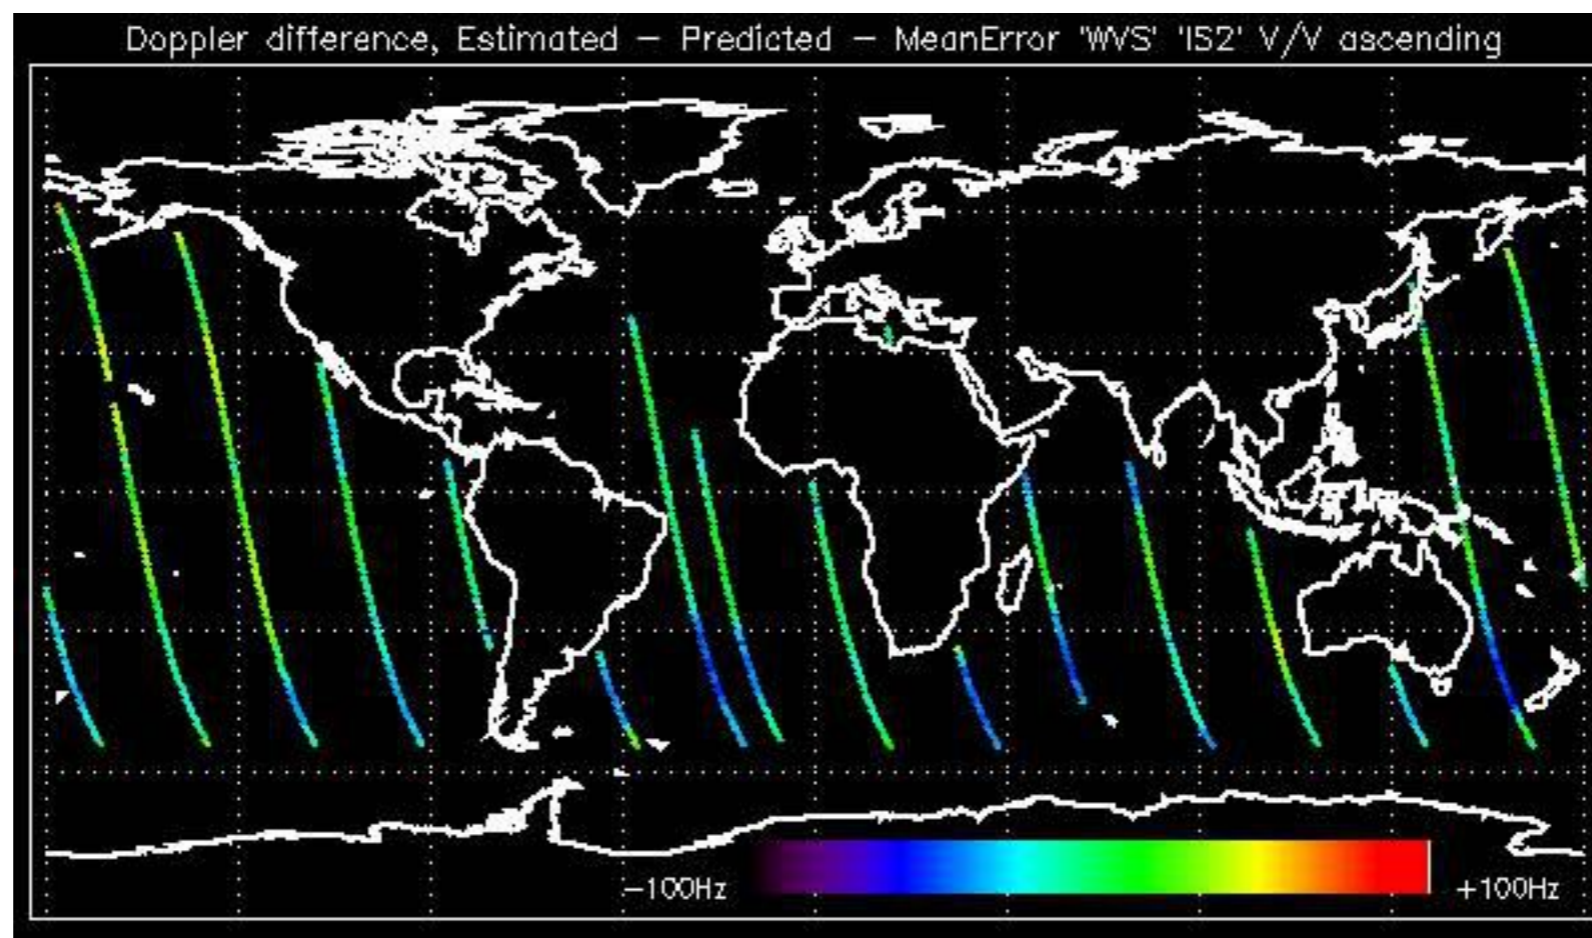 Doppler difference, Estimated – Predicted – MeanError 'WVS' 'IS2' V/V ascending
–100Hz +100Hz